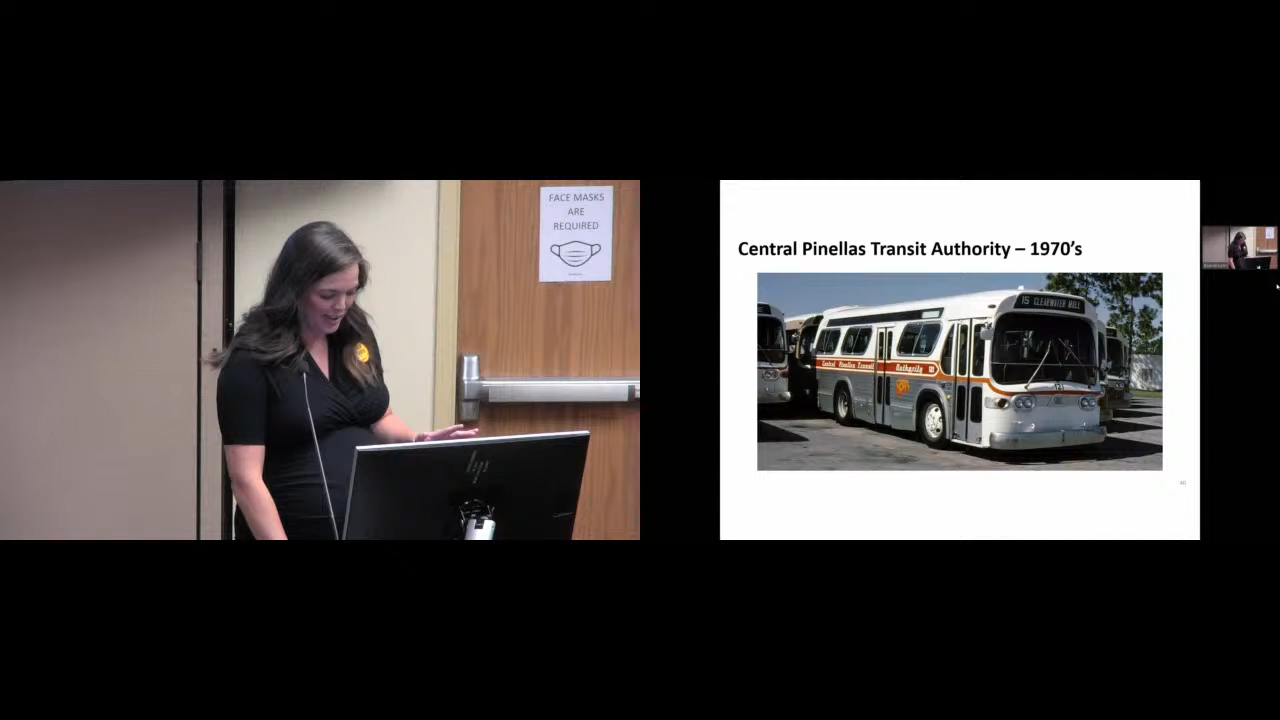 FACE MASKS
ARE
REQUIRED
Central Pinellas Transit Authority – 1970's
15 CLEARWATER MALL
Central Pinellas Transit Authority